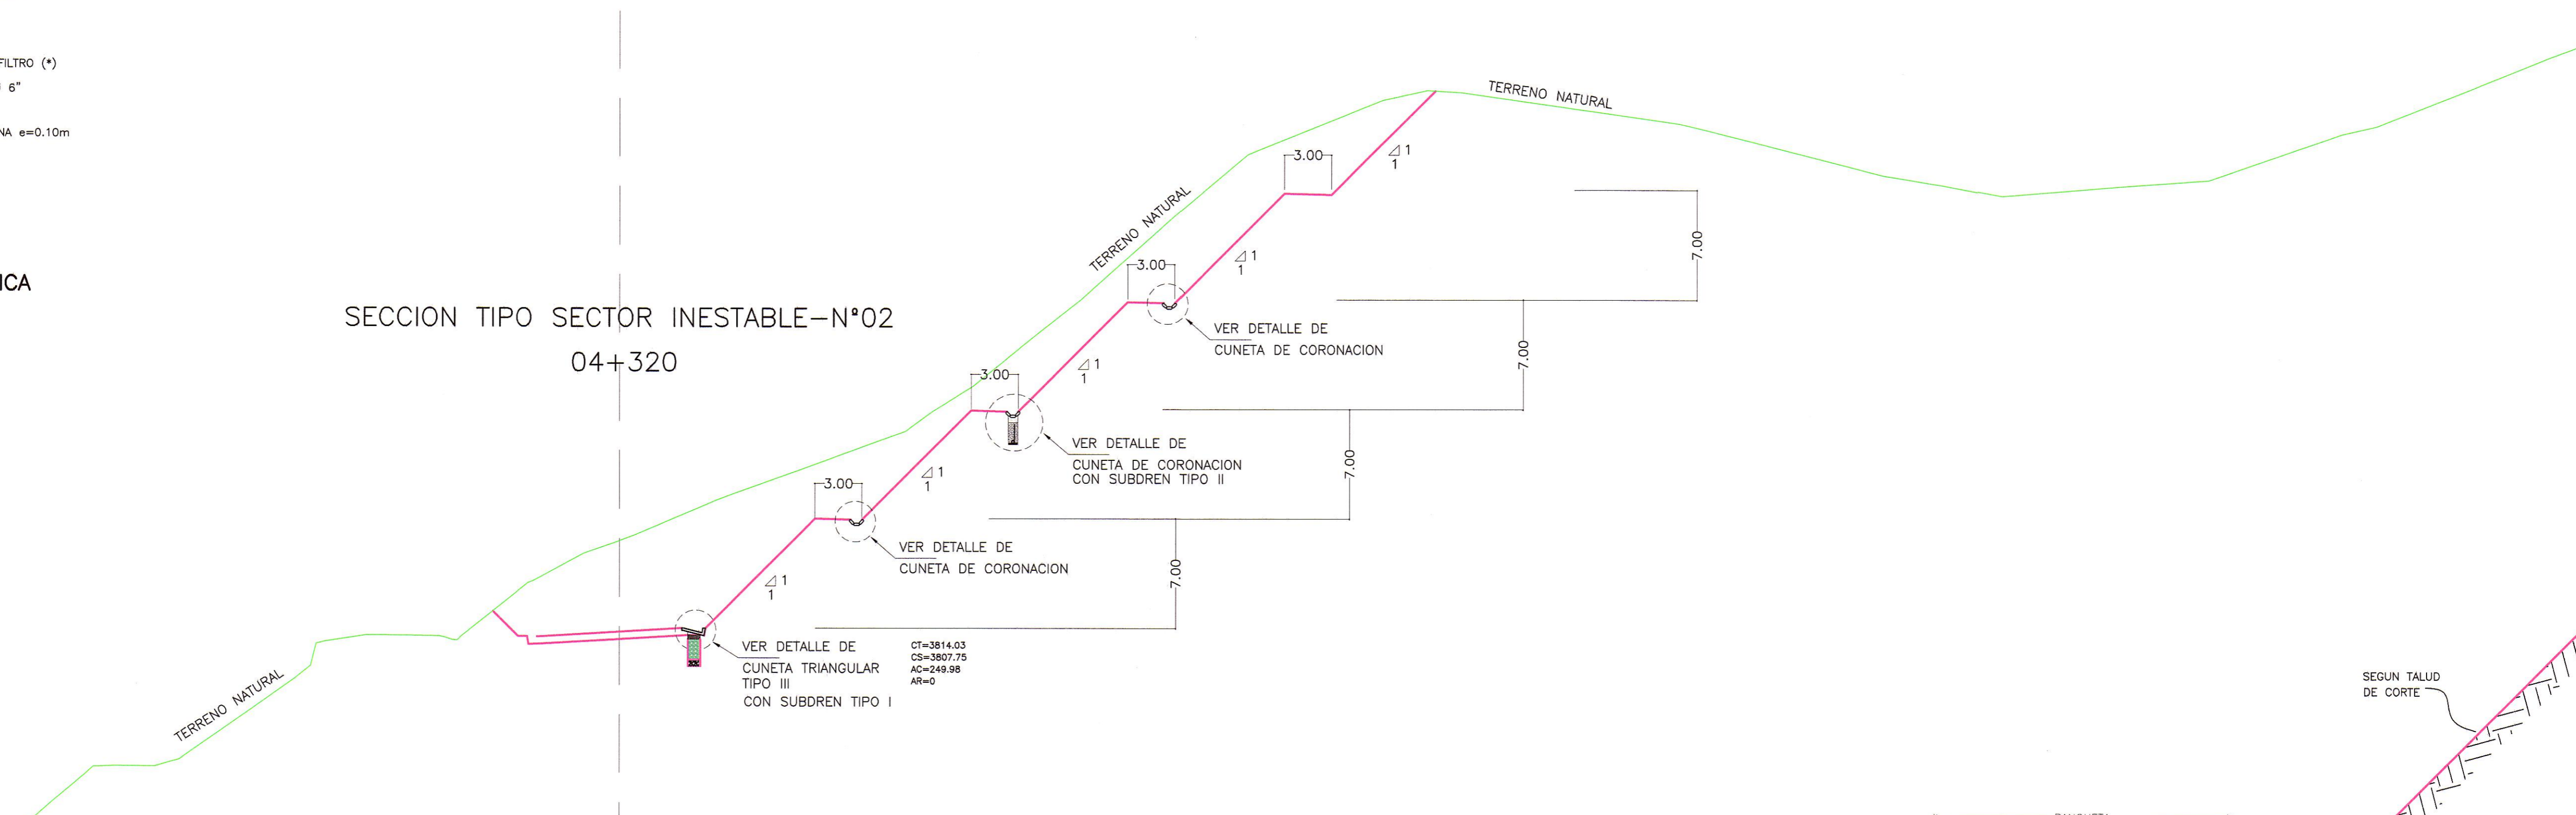 FILTRO (*)
6"
NA e=0.10m
ICA
SECCION TIPO SECTOR INESTABLE-Nº02
04+320
TERRENO NATURAL
TERRENO NATURAL
TERRENO NATURAL
3.00
1
1
7.00
3.00
1
1
VER DETALLE DE
CUNETA DE CORONACION
7.00
3.00
1
1
VER DETALLE DE
CUNETA DE CORONACION
CON SUBDREN TIPO II
7.00
3.00
1
1
VER DETALLE DE
CUNETA DE CORONACION
7.00
1
1
VER DETALLE DE
CUNETA TRIANGULAR
TIPO III
CON SUBDREN TIPO I
CT=3814.03
CS=3807.75
AC=249.98
AR=0
SEGUN TALUD
DE CORTE